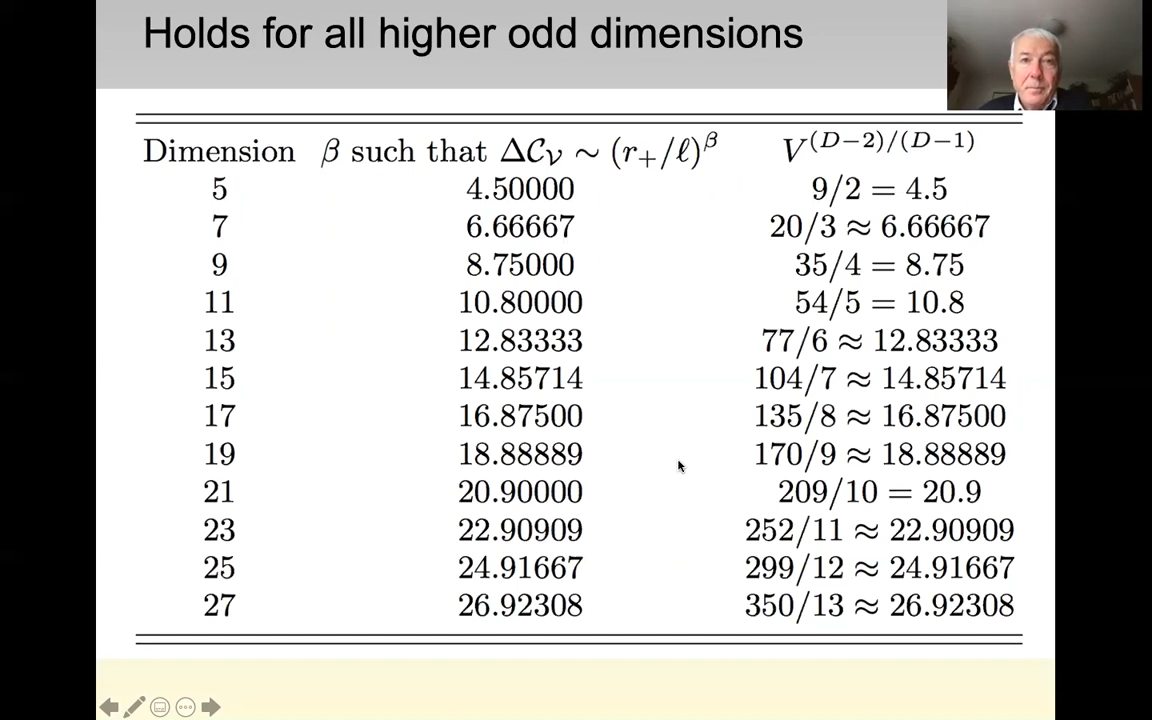 Holds for all higher odd dimensions
Dimension β such that Δ𝒞_𝒱 ∼ (r₊/ℓ)^β V^(D−2)/(D−1)
5 4.50000 9/2 = 4.5
7 6.66667 20/3 ≈ 6.66667
9 8.75000 35/4 = 8.75
11 10.80000 54/5 = 10.8
13 12.83333 77/6 ≈ 12.83333
15 14.85714 104/7 ≈ 14.85714
17 16.87500 135/8 ≈ 16.87500
19 18.88889 170/9 ≈ 18.88889
21 20.90000 209/10 = 20.9
23 22.90909 252/11 ≈ 22.90909
25 24.91667 299/12 ≈ 24.91667
27 26.92308 350/13 ≈ 26.92308